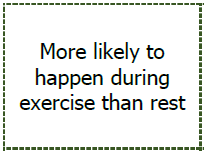 More likely to
happen during
exercise than rest